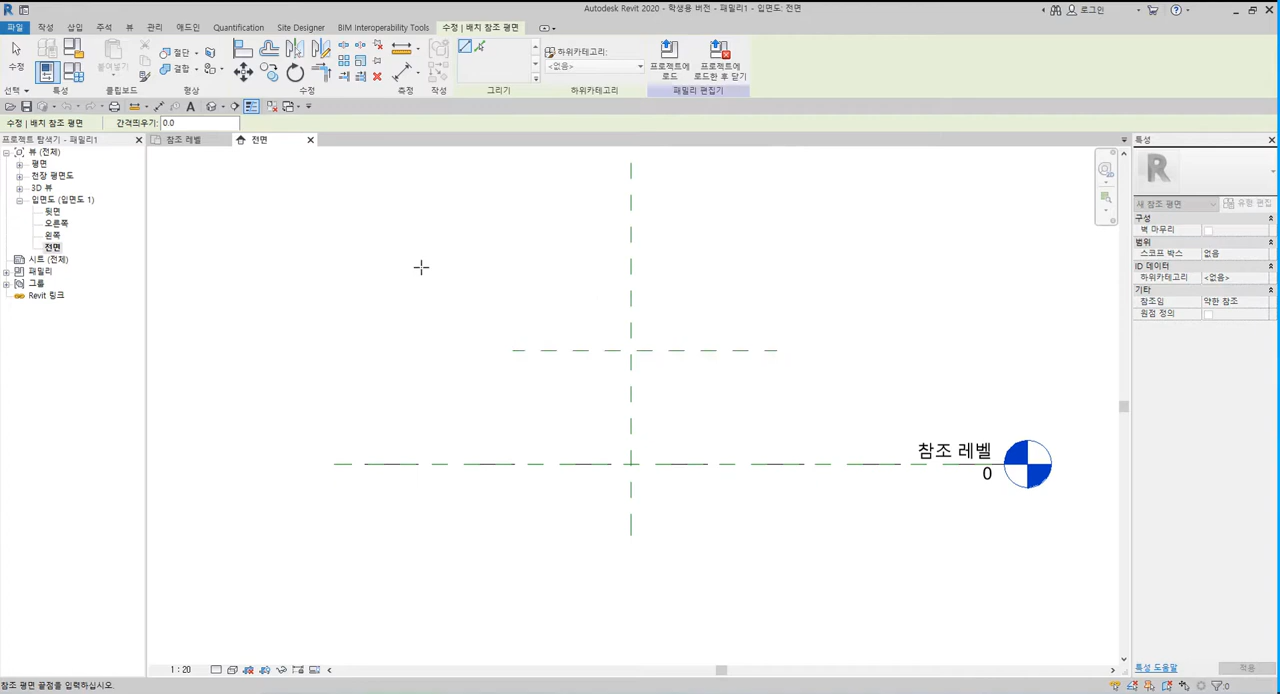 Autodesk Revit 2020 - 학생용 버전 - 패밀리1 - 입면도: 전면
로그인
파일 작성 삽입 주석 뷰 관리 애드인 Quantification Site Designer BIM Interoperability Tools 수정 | 배치 참조 평면
수정 붙여넣기 절단 결합 하위카테고리: <없음> 프로젝트에 로드 프로젝트에 로드한 후 닫기
선택 특성 클립보드 형상 수정 측정 작성 그리기 하위카테고리 패밀리 편집기
수정 | 배치 참조 평면 간격띄우기: 0.0
프로젝트 탐색기 - 패밀리1
뷰 (전체)
평면
천장 평면도
3D 뷰
입면도 (입면도 1)
뒷면
오른쪽
왼쪽
전면
시트 (전체)
패밀리
그룹
Revit 링크
참조 레벨 전면
참조 레벨
0
특성
새 참조 평면 유형 편집
구성
벽 마무리
범위
스코프 박스 없음
ID 데이터
하위카테고리 <없음>
기타
참조임 약한 참조
원점 정의
특성 도움말 적용
1 : 20
참조 평면 끝점을 입력하십시오.
:0